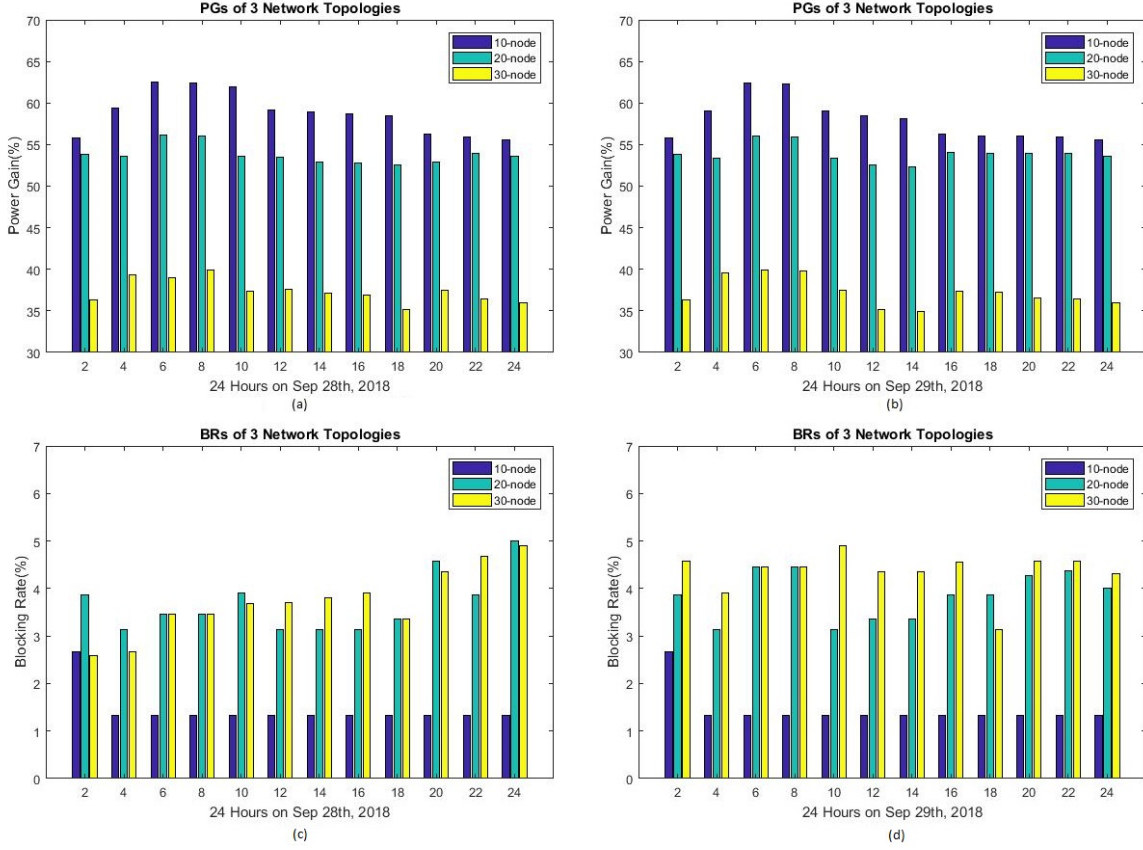 PGs of 3 Network Topologies
70
65
60
55
50
45
40
35
30
Power Gain(%)
10-node
20-node
30-node
2 4 6 8 10 12 14 16 18 20 22 24
24 Hours on Sep 28th, 2018
(a)
PGs of 3 Network Topologies
70
65
60
55
50
45
40
35
30
Power Gain(%)
10-node
20-node
30-node
2 4 6 8 10 12 14 16 18 20 22 24
24 Hours on Sep 29th, 2018
(b)
BRs of 3 Network Topologies
7
6
5
4
3
2
1
0
Blocking Rate(%)
10-node
20-node
30-node
2 4 6 8 10 12 14 16 18 20 22 24
24 Hours on Sep 28th, 2018
(c)
BRs of 3 Network Topologies
7
6
5
4
3
2
1
0
Blocking Rate(%)
10-node
20-node
30-node
2 4 6 8 10 12 14 16 18 20 22 24
24 Hours on Sep 29th, 2018
(d)